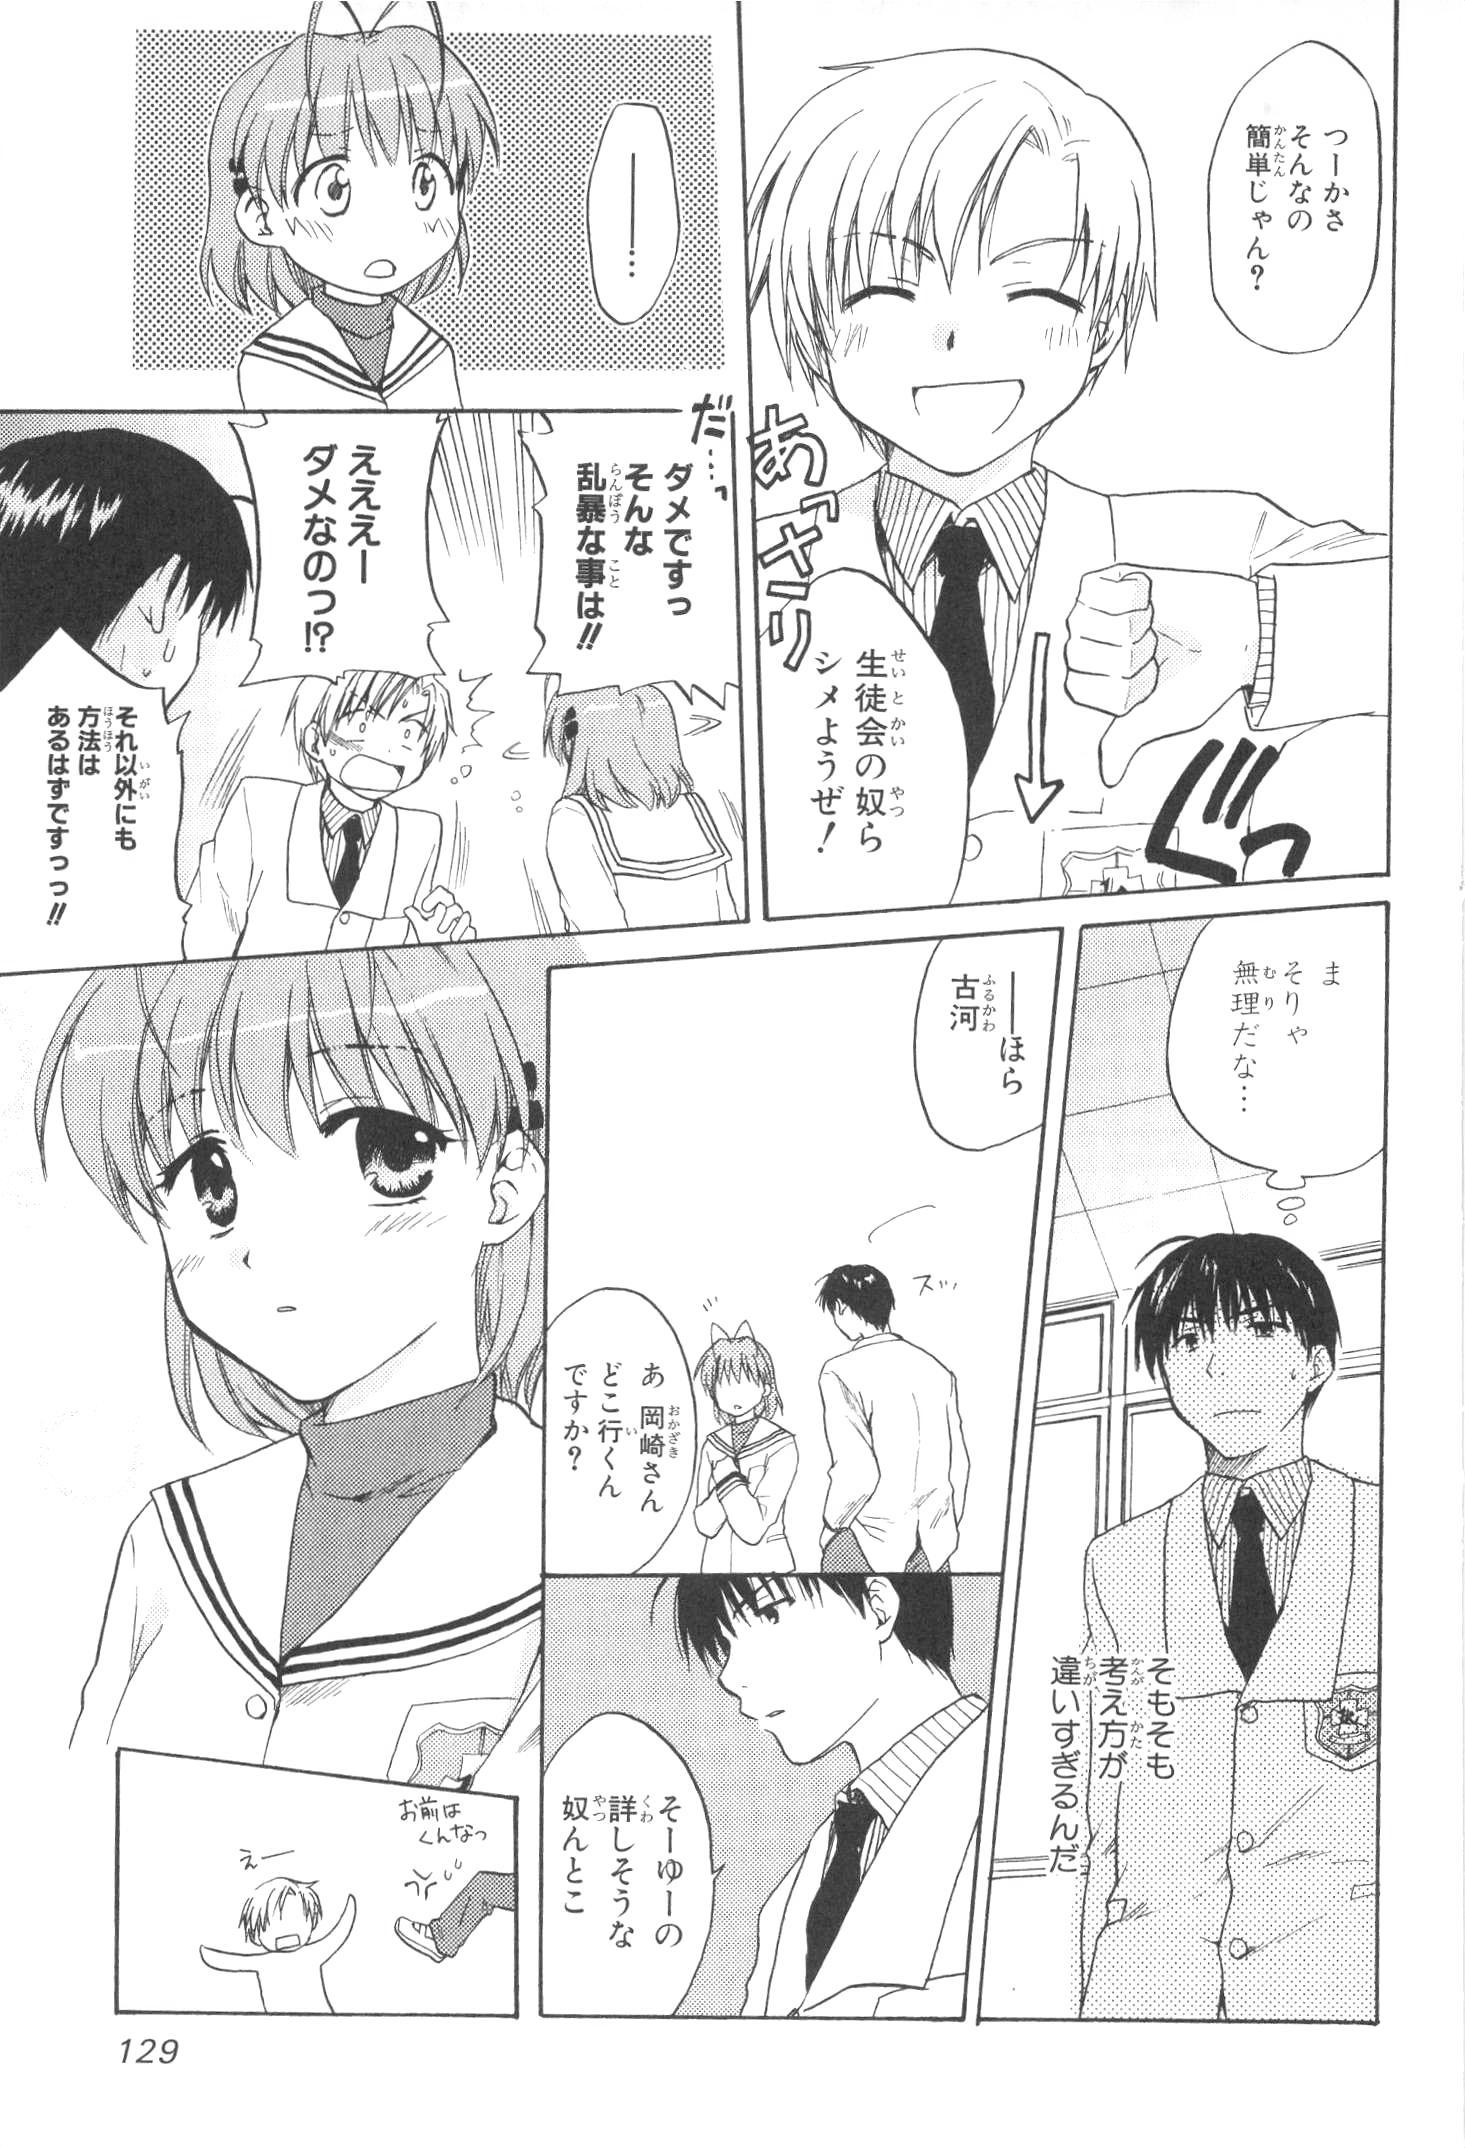 つーかさ
そんなの
簡単じゃん?
あっさり
生徒会の奴ら
シメようぜ!
ビッ
――…
だ…
ダメですっ
そんな
乱暴な事は!!
えええー
ダメなのっ!?
それ以外にも
方法は
あるはずですっっ!!
ま
そりゃ
無理だな…
そもそも
考え方が
違いすぎるんだ
――ほら
古河
スッ…
あ 岡崎さん
どこ行くん
ですか?
そーゆーの
詳しそうな
奴んとこ
お前は
くんなっ
えー
129